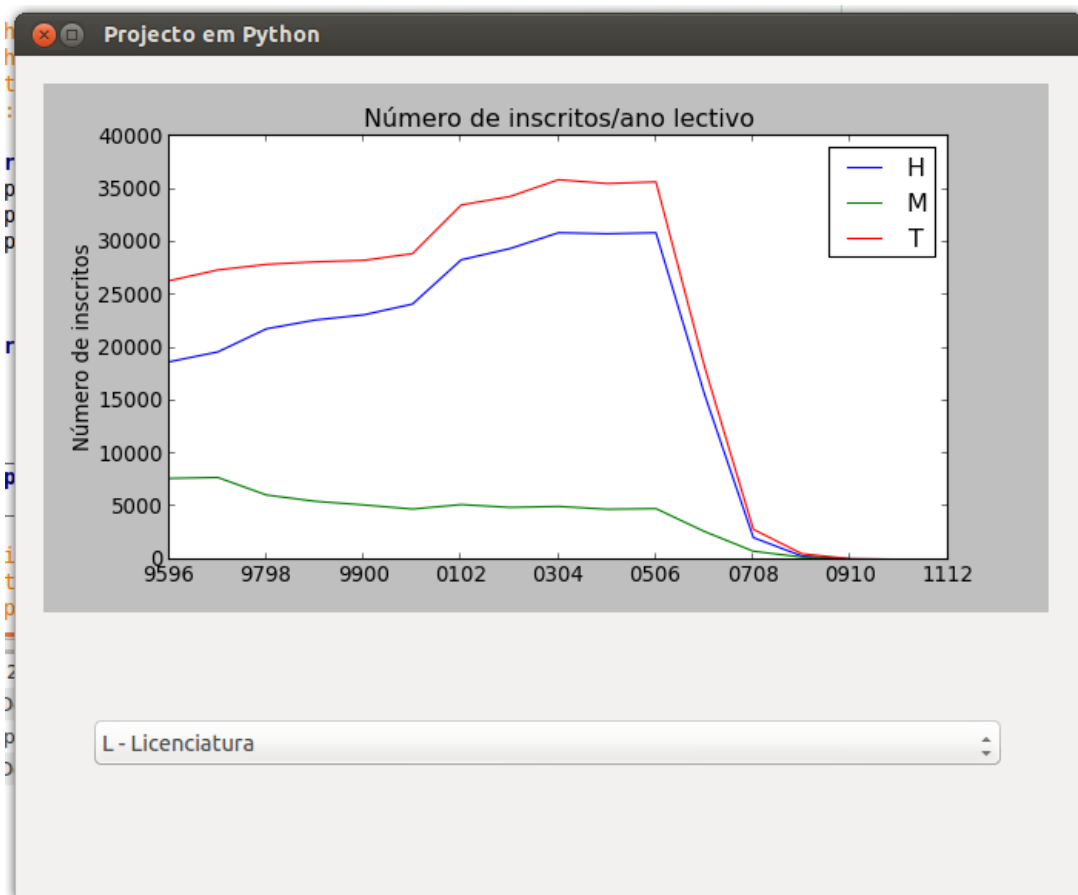 Projecto em Python
Número de inscritos/ano lectivo
40000
35000
30000
25000
20000
15000
10000
5000
0
Número de inscritos
9596 9798 9900 0102 0304 0506 0708 0910 1112
H
M
T
L - Licenciatura